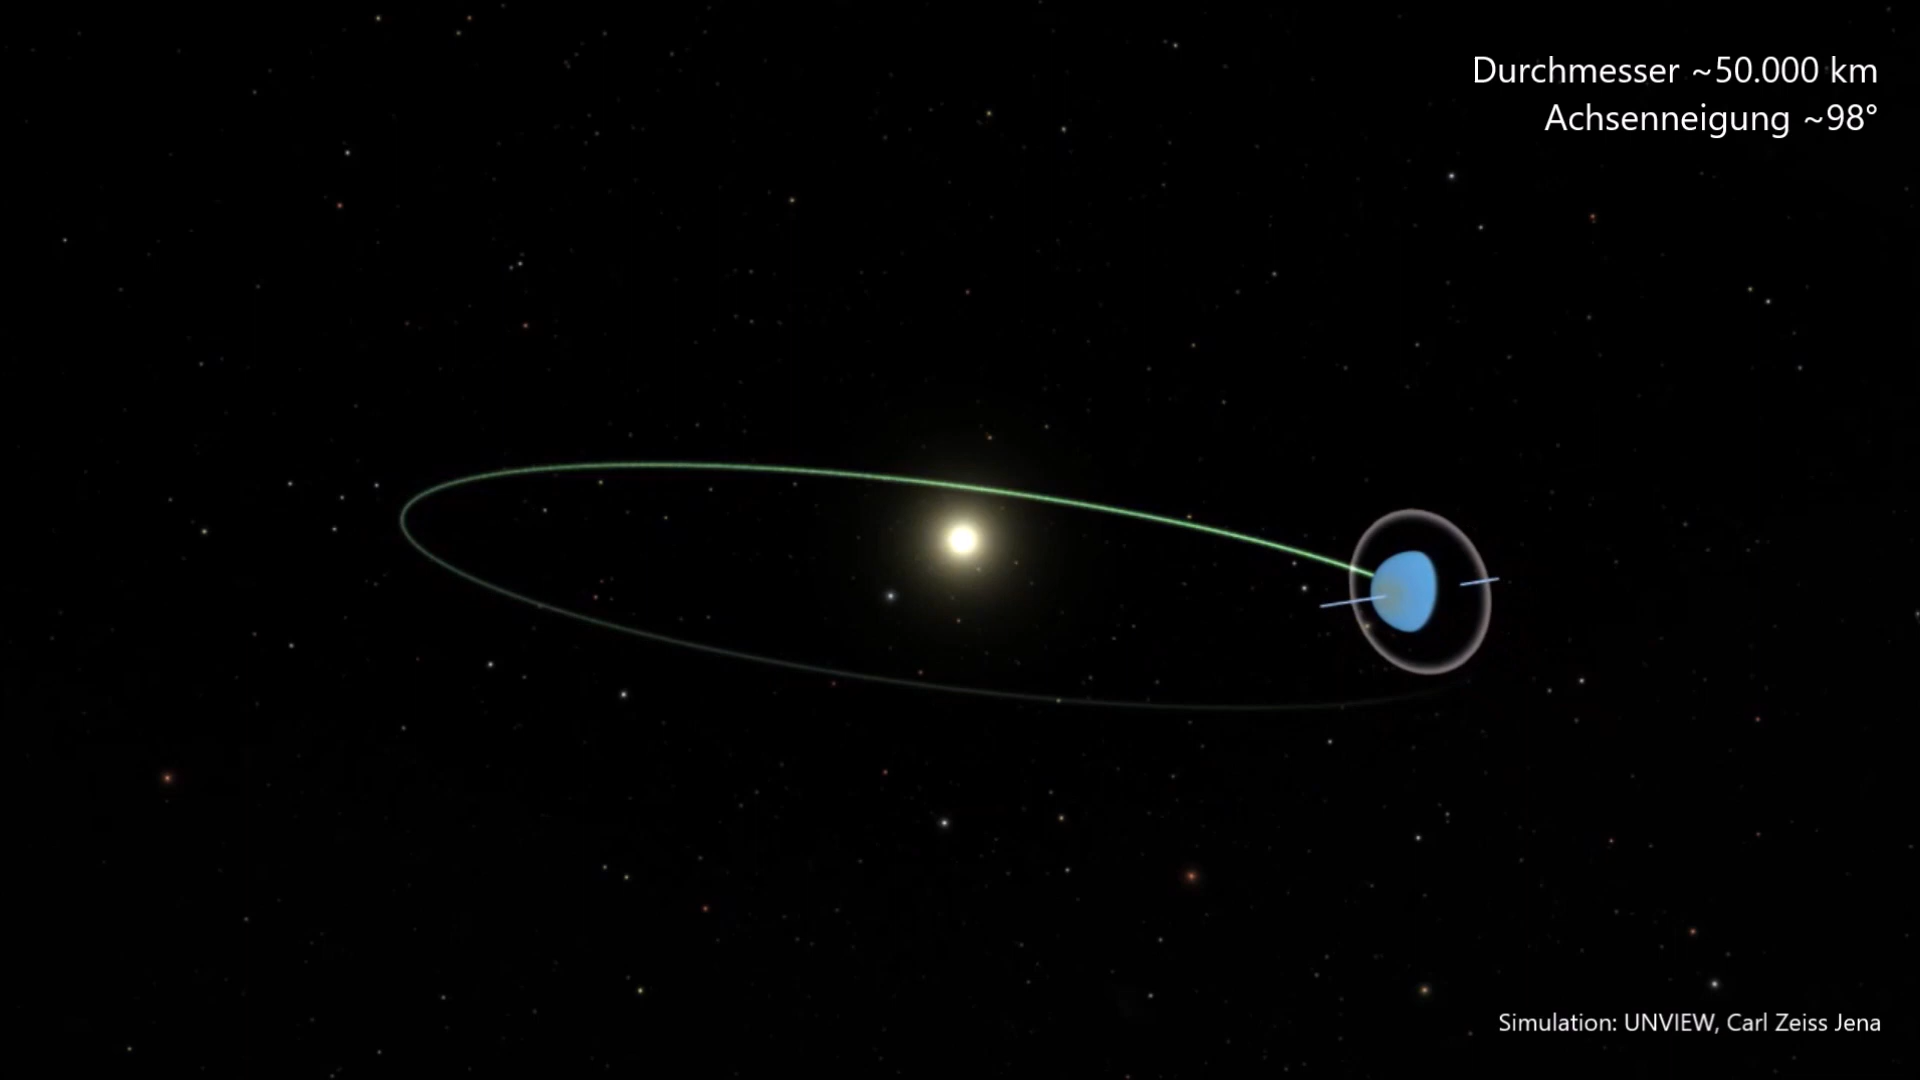 Durchmesser ~50.000 km
Achsenneigung ~98°
Simulation: UNVIEW, Carl Zeiss Jena